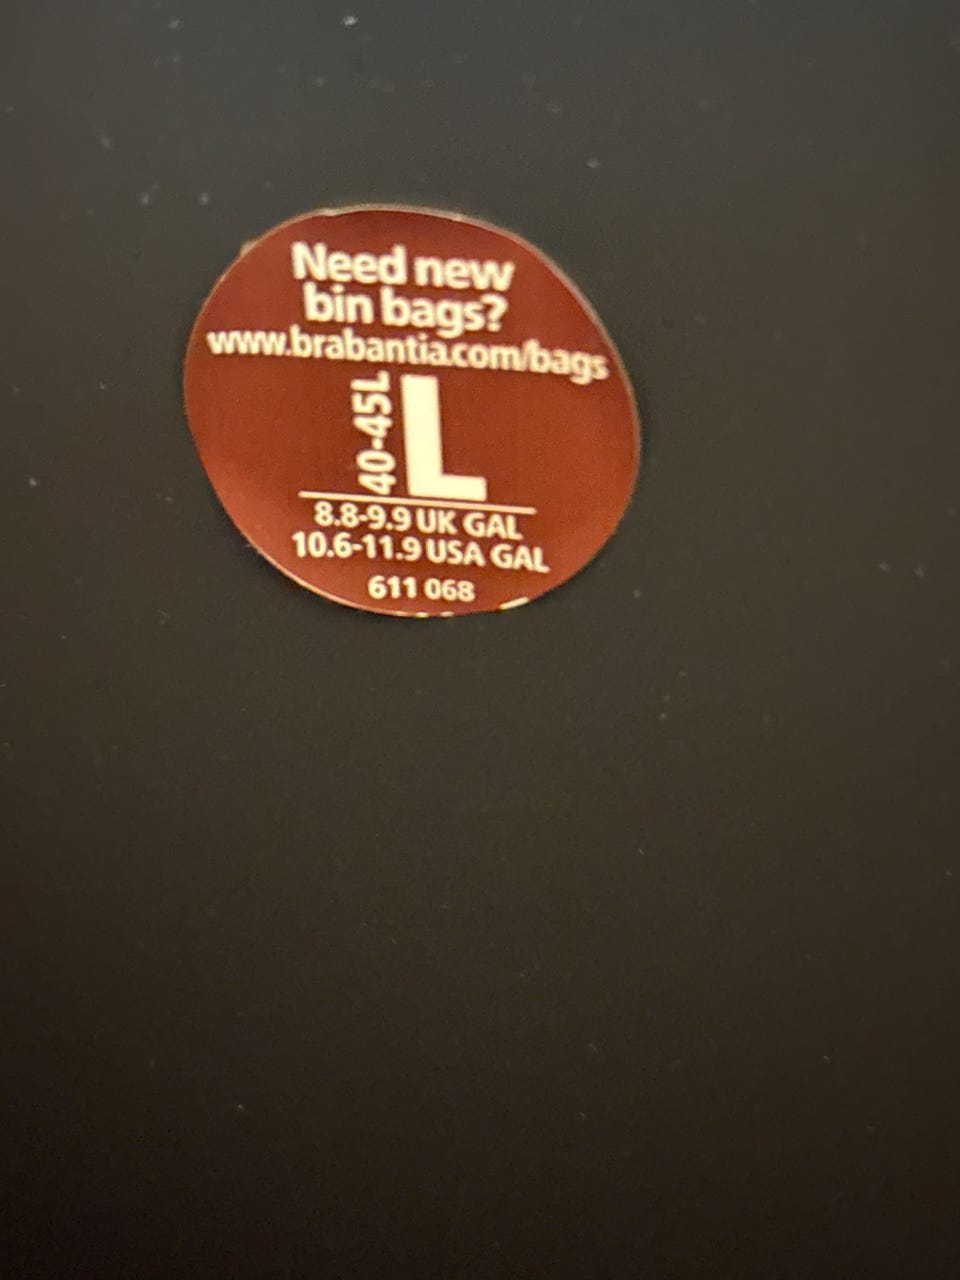 Need new
bin bags?
www.brabantia.com/bags
40-45L
L
8.8-9.9 UK GAL
10.6-11.9 USA GAL
611 068